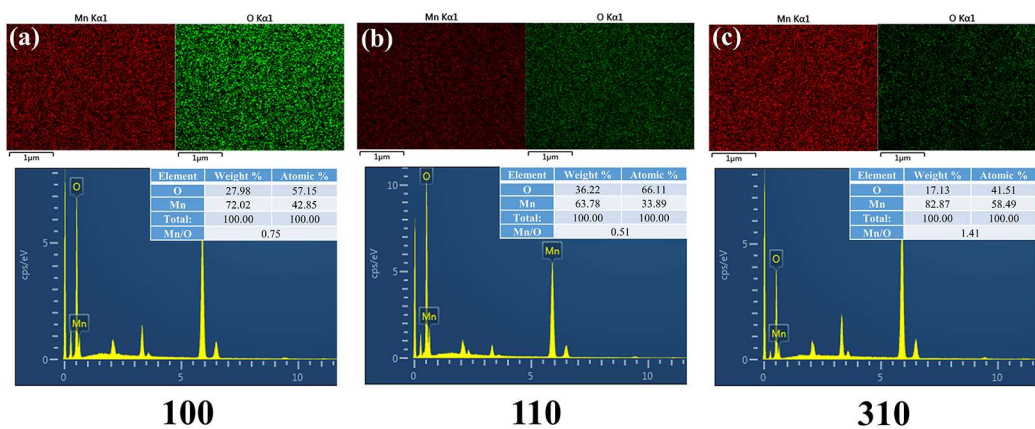 Mn Kα1 O Kα1
(a)
1μm 1μm
Element Weight % Atomic %
O 27.98 57.15
Mn 72.02 42.85
Total: 100.00 100.00
Mn/O 0.75
O
Mn
cps/eV
5
0
0 5 10
100
Mn Kα1 O Kα1
(b)
1μm 1μm
Element Weight % Atomic %
O 36.22 66.11
Mn 63.78 33.89
Total: 100.00 100.00
Mn/O 0.51
O
Mn
Mn
cps/eV
10
5
0
0 5 10
110
Mn Kα1 O Kα1
(c)
1μm 1μm
Element Weight % Atomic %
O 17.13 41.51
Mn 82.87 58.49
Total: 100.00 100.00
Mn/O 1.41
O
Mn
cps/eV
5
0
0 5 10
310